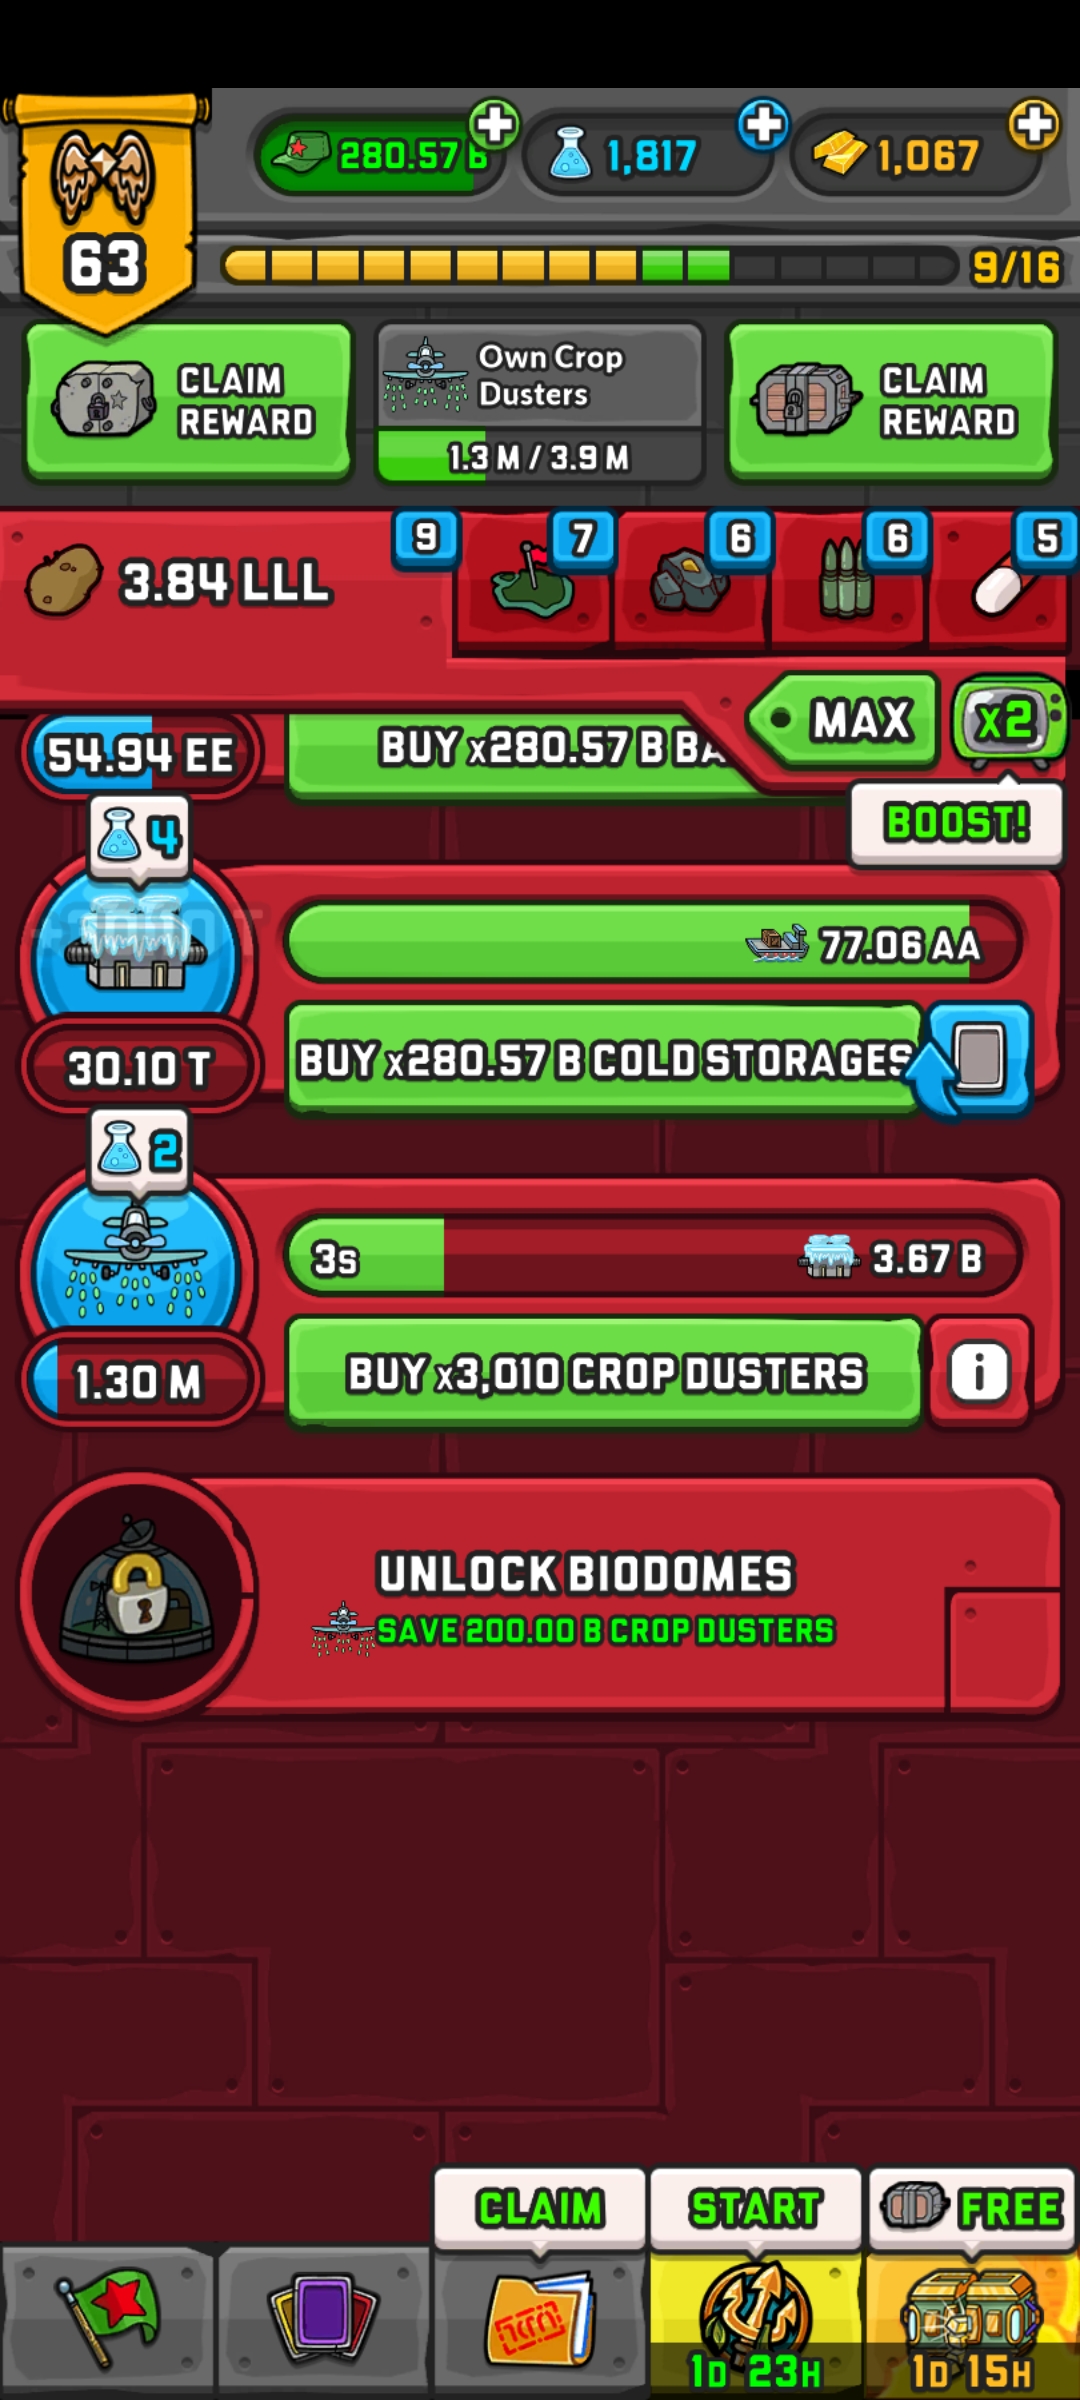 280.57 B
1,817
1,067
63
9/16
CLAIM
REWARD
Own Crop
Dusters
1.3 M / 3.9 M
CLAIM
REWARD
3.84 LLL
9
7
6
6
5
MAX
x2
BOOST!
54.94 EE
BUY x280.57 B BA
4
77.06 AA
BUY x280.57 B COLD STORAGES
30.10 T
2
3s
3.67 B
BUY x3,010 CROP DUSTERS
i
1.30 M
UNLOCK BIODOMES
SAVE 200.00 B CROP DUSTERS
CLAIM
START
FREE
1D 23H
1D 15H